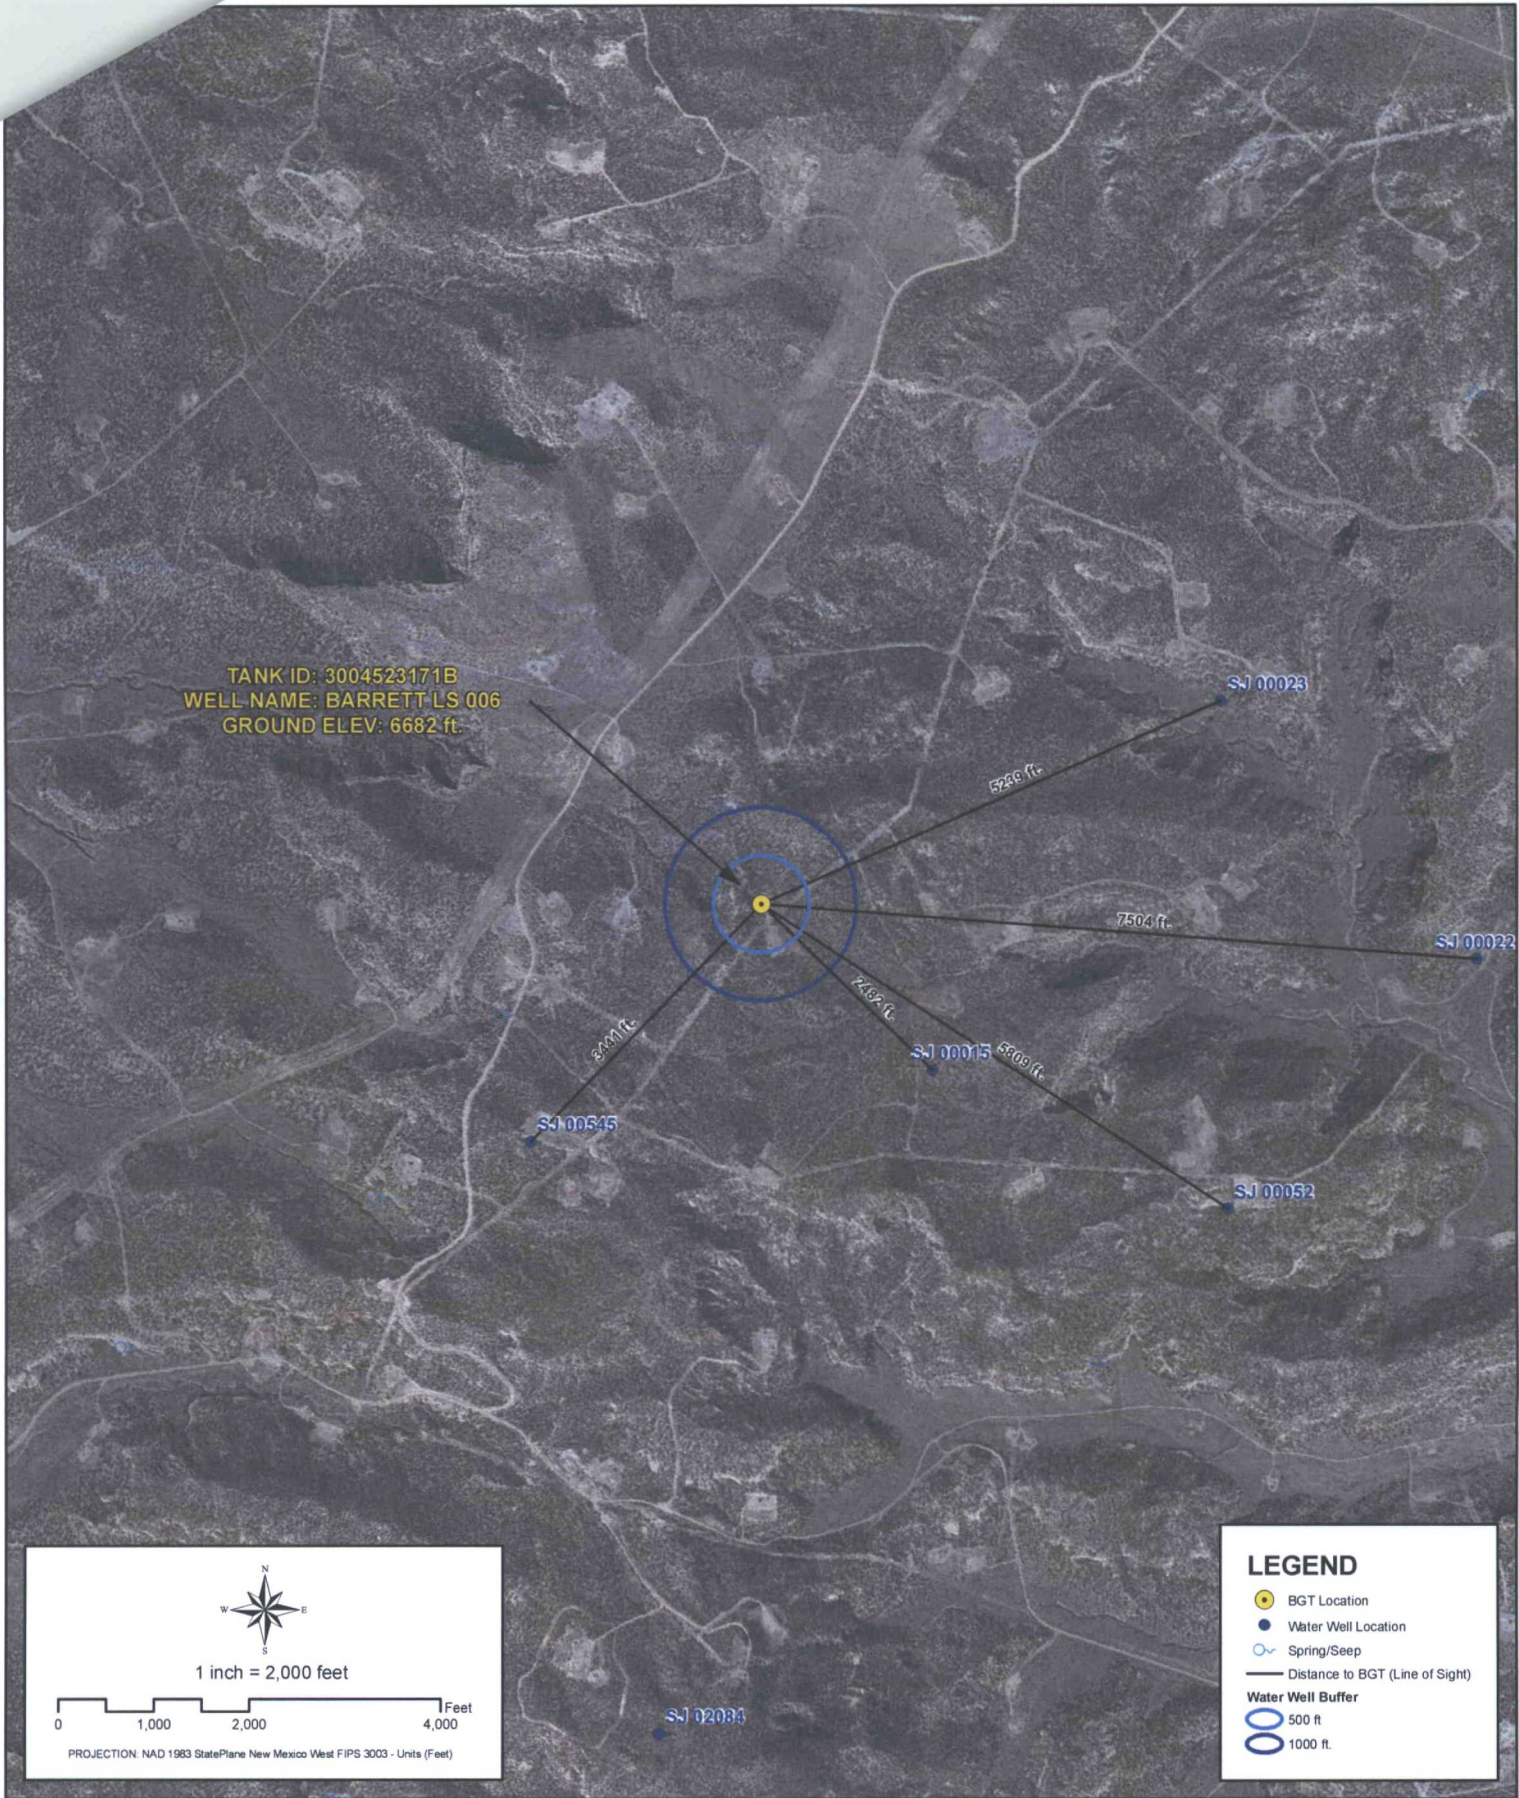 TANK ID: 3004523171B
WELL NAME: BARRETT LS 006
GROUND ELEV: 6682 ft.
SJ 00023
5239 ft.
7504 ft.
SJ 00022
2482 ft.
SJ 00015
5809 ft.
3441 ft.
SJ 00545
SJ 00052
SJ 02084
N
W E
S
1 inch = 2,000 feet
Feet
0 1,000 2,000 4,000
PROJECTION: NAD 1983 StatePlane New Mexico West FIPS 3003 - Units (Feet)
LEGEND
BGT Location
Water Well Location
Spring/Seep
Distance to BGT (Line of Sight)
Water Well Buffer
500 ft
1000 ft.